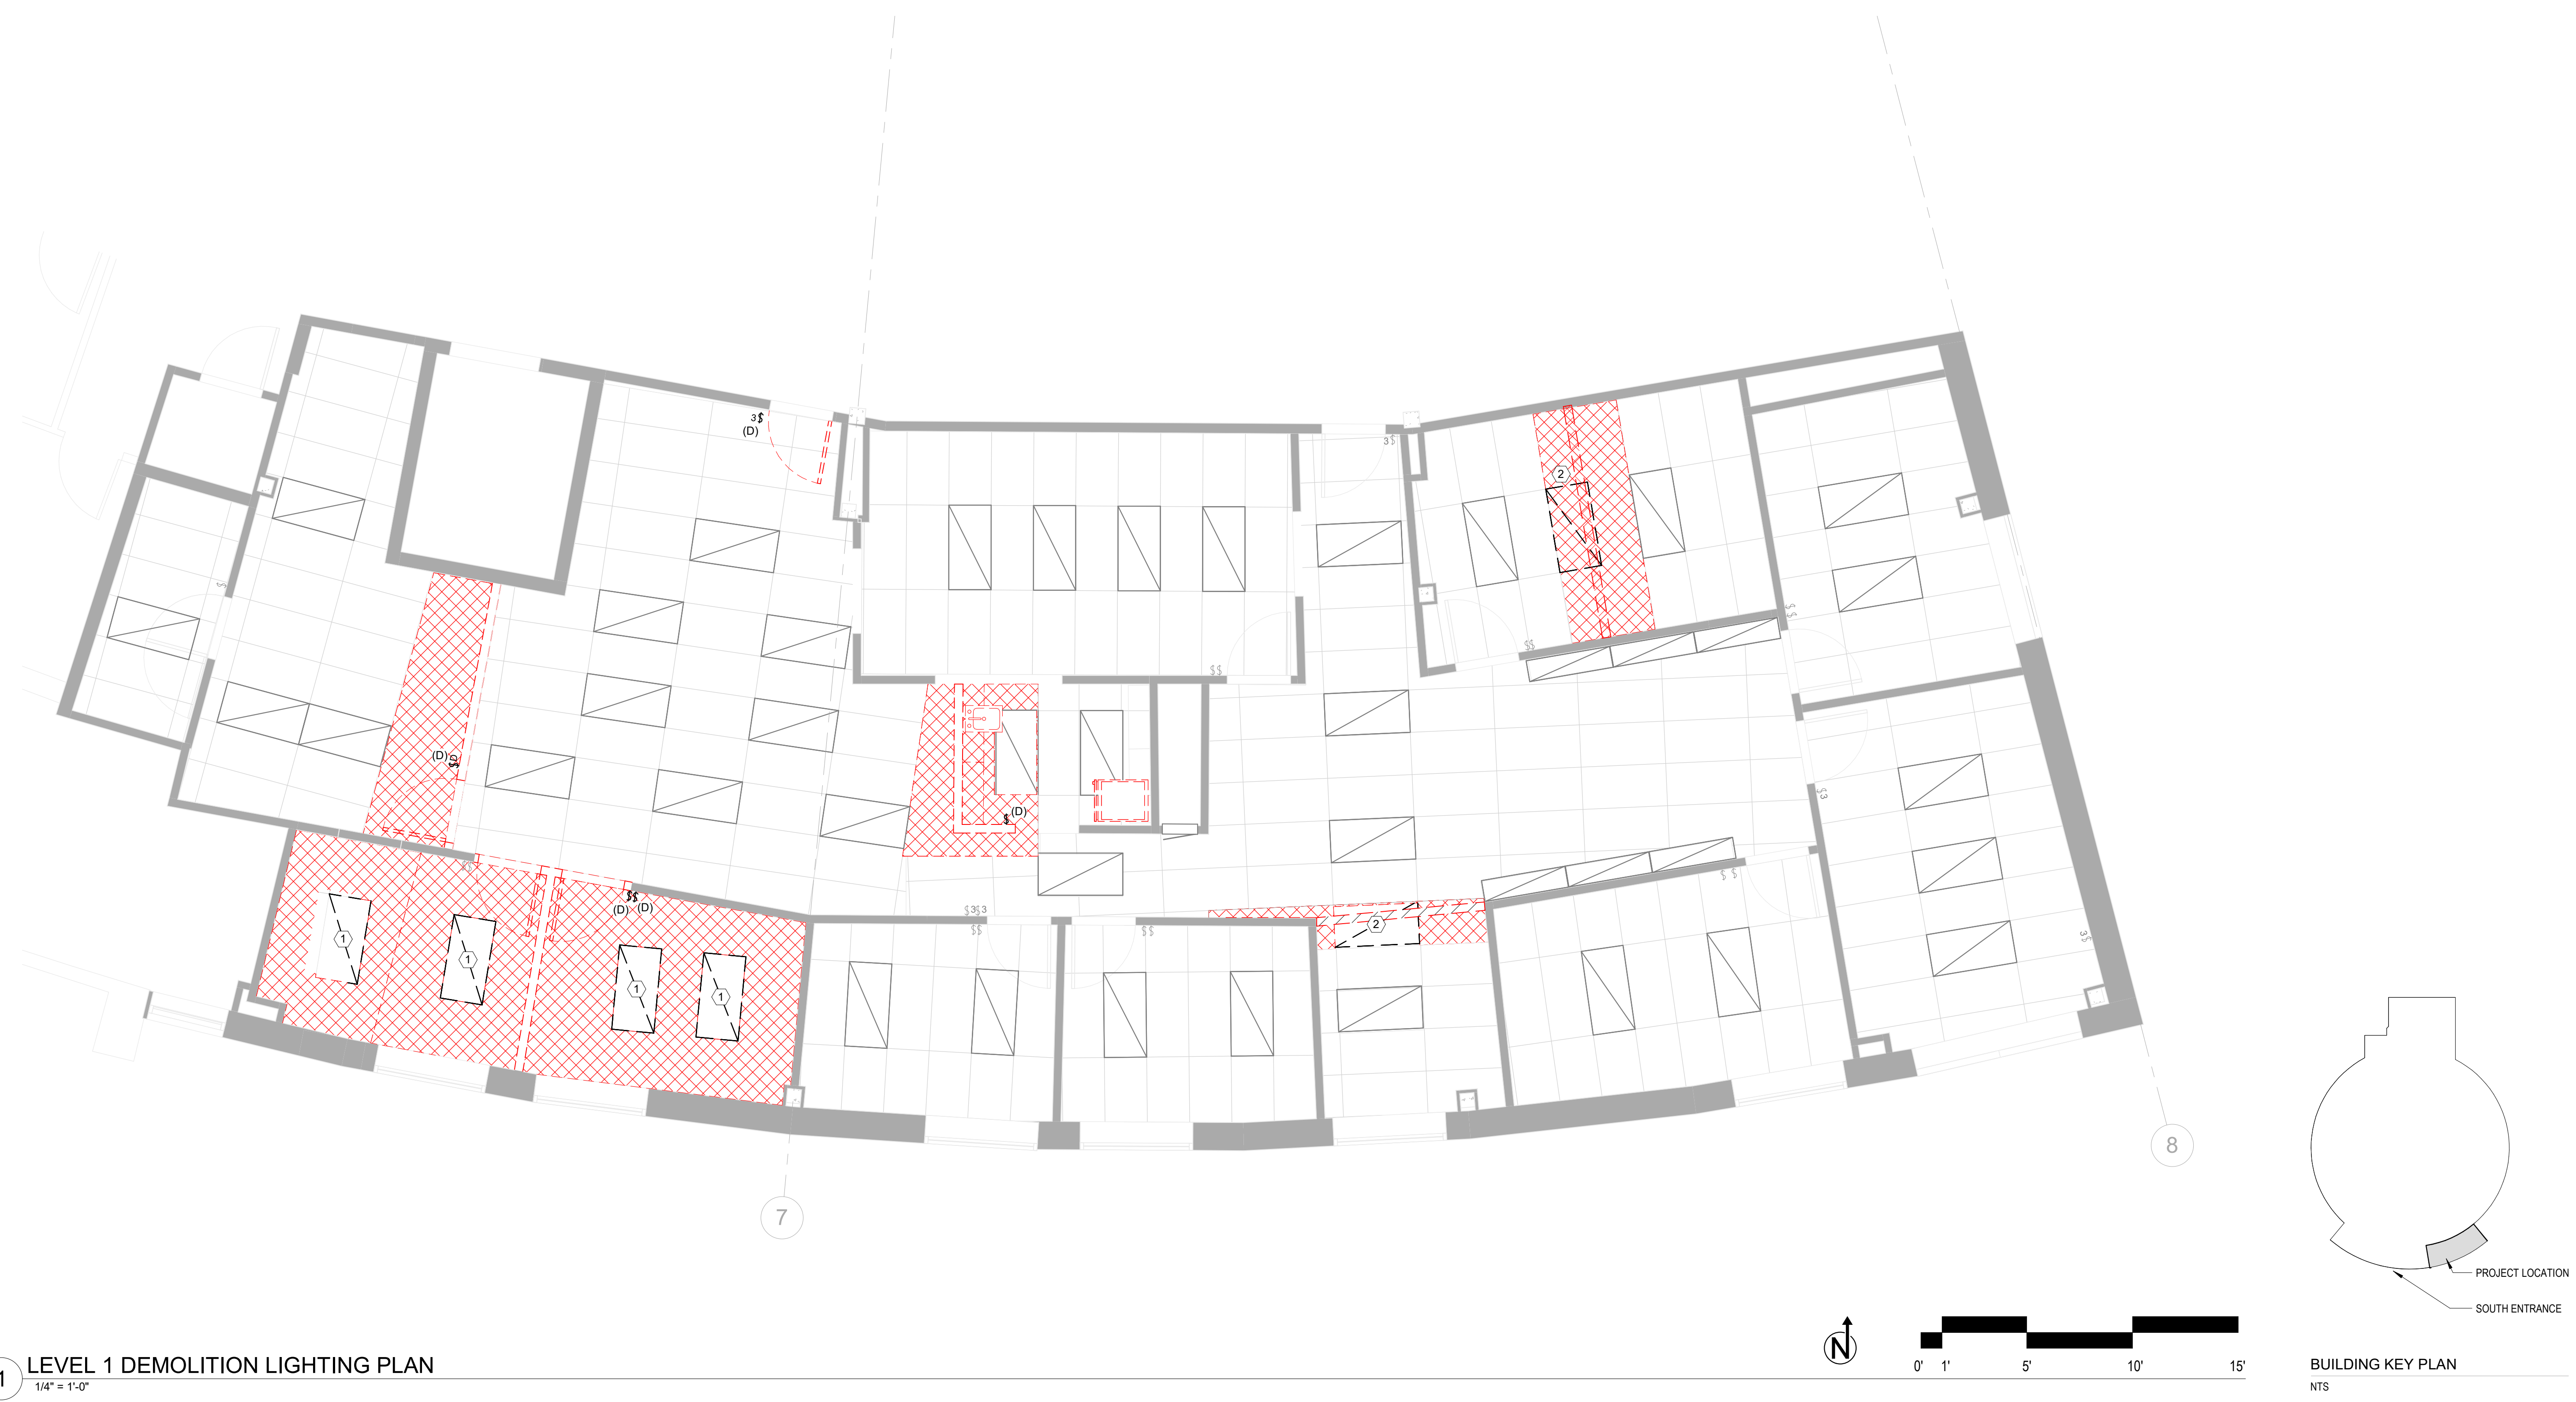 3$
(D)
3$
2
$
$$
$$
$$
(D)
$$
(D)
$
$3
$$
$$
(D) (D)
$3$3
$$
$$
2
$ $
3$
1
1
1
1
7
8
PROJECT LOCATION
SOUTH ENTRANCE
N
0' 1' 5' 10' 15'
1
LEVEL 1 DEMOLITION LIGHTING PLAN
1/4" = 1'-0"
BUILDING KEY PLAN
NTS